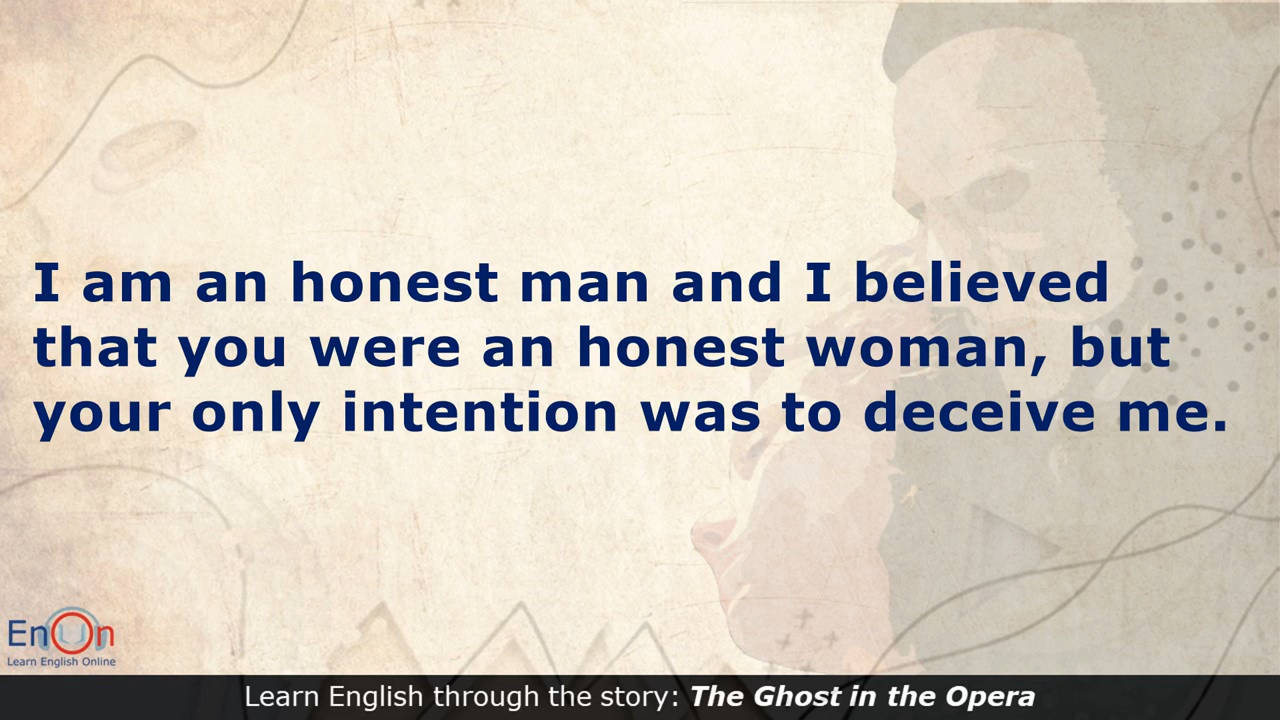 I am an honest man and I believed
that you were an honest woman, but
your only intention was to deceive me.
EnOn
Learn English Online
Learn English through the story: The Ghost in the Opera